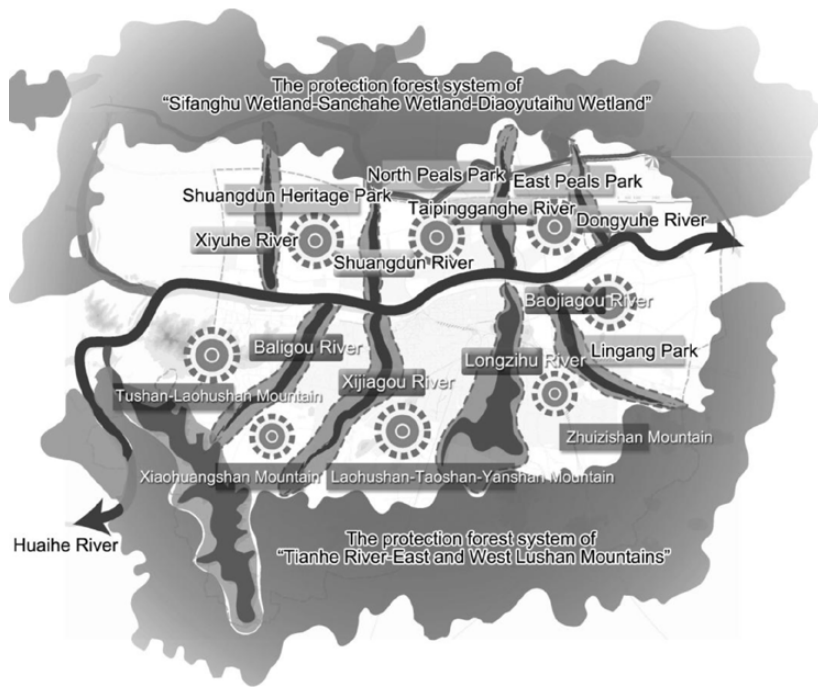 The protection forest system of
"Sifanghu Wetland-Sanchahe Wetland-Diaoyutaihu Wetland"
North Peals Park
East Peals Park
Shuangdun Heritage Park
Taipingganghe River
Dongyuhe River
Xiyuhe River
Shuangdun River
Baojiagou River
Baligou River
Longzihu River
Lingang Park
Xijiagou River
Tushan-Laohushan Mountain
Zhuizishan Mountain
Xiaohuangshan Mountain
Laohushan-Taoshan-Yanshan Mountain
Huaihe River
The protection forest system of
"Tianhe River-East and West Lushan Mountains"